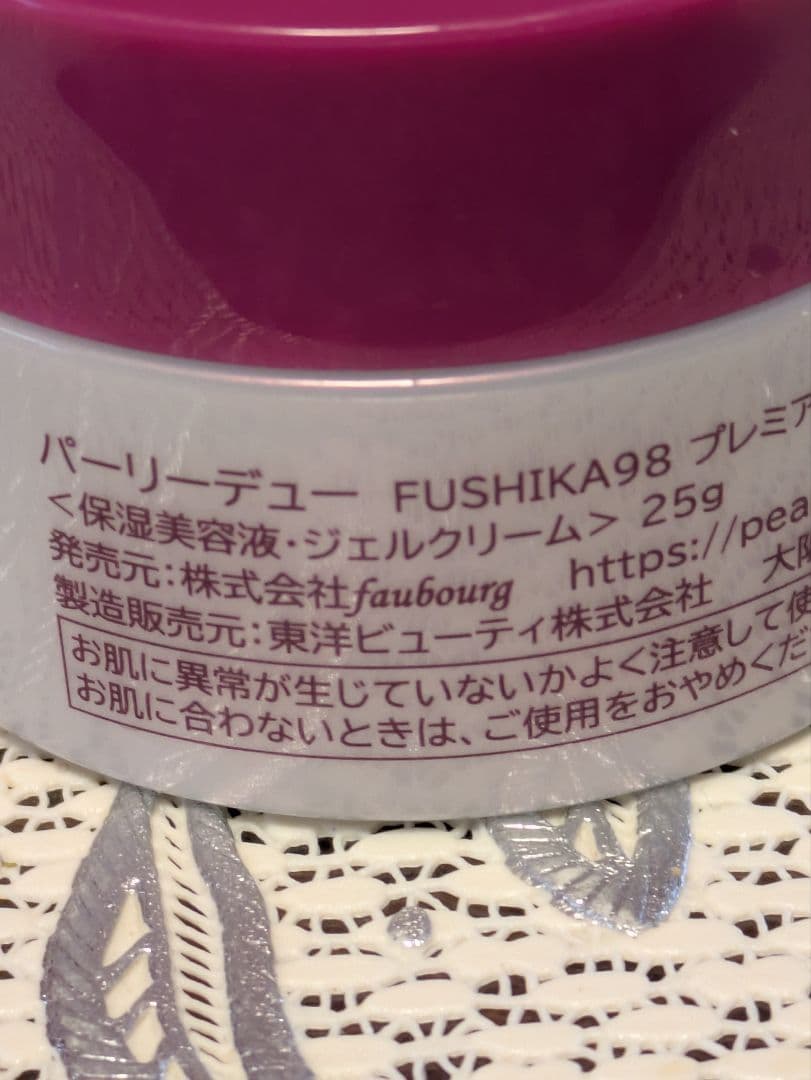 パーリーデュー FUSHIKA98 プレミア
<保湿美容液・ジェルクリーム> 25g
発売元：株式会社faubourg https://pea
製造販売元：東洋ビューティ株式会社 大阪
お肌に異常が生じていないかよく注意して使
お肌に合わないときは、ご使用をおやめくだ